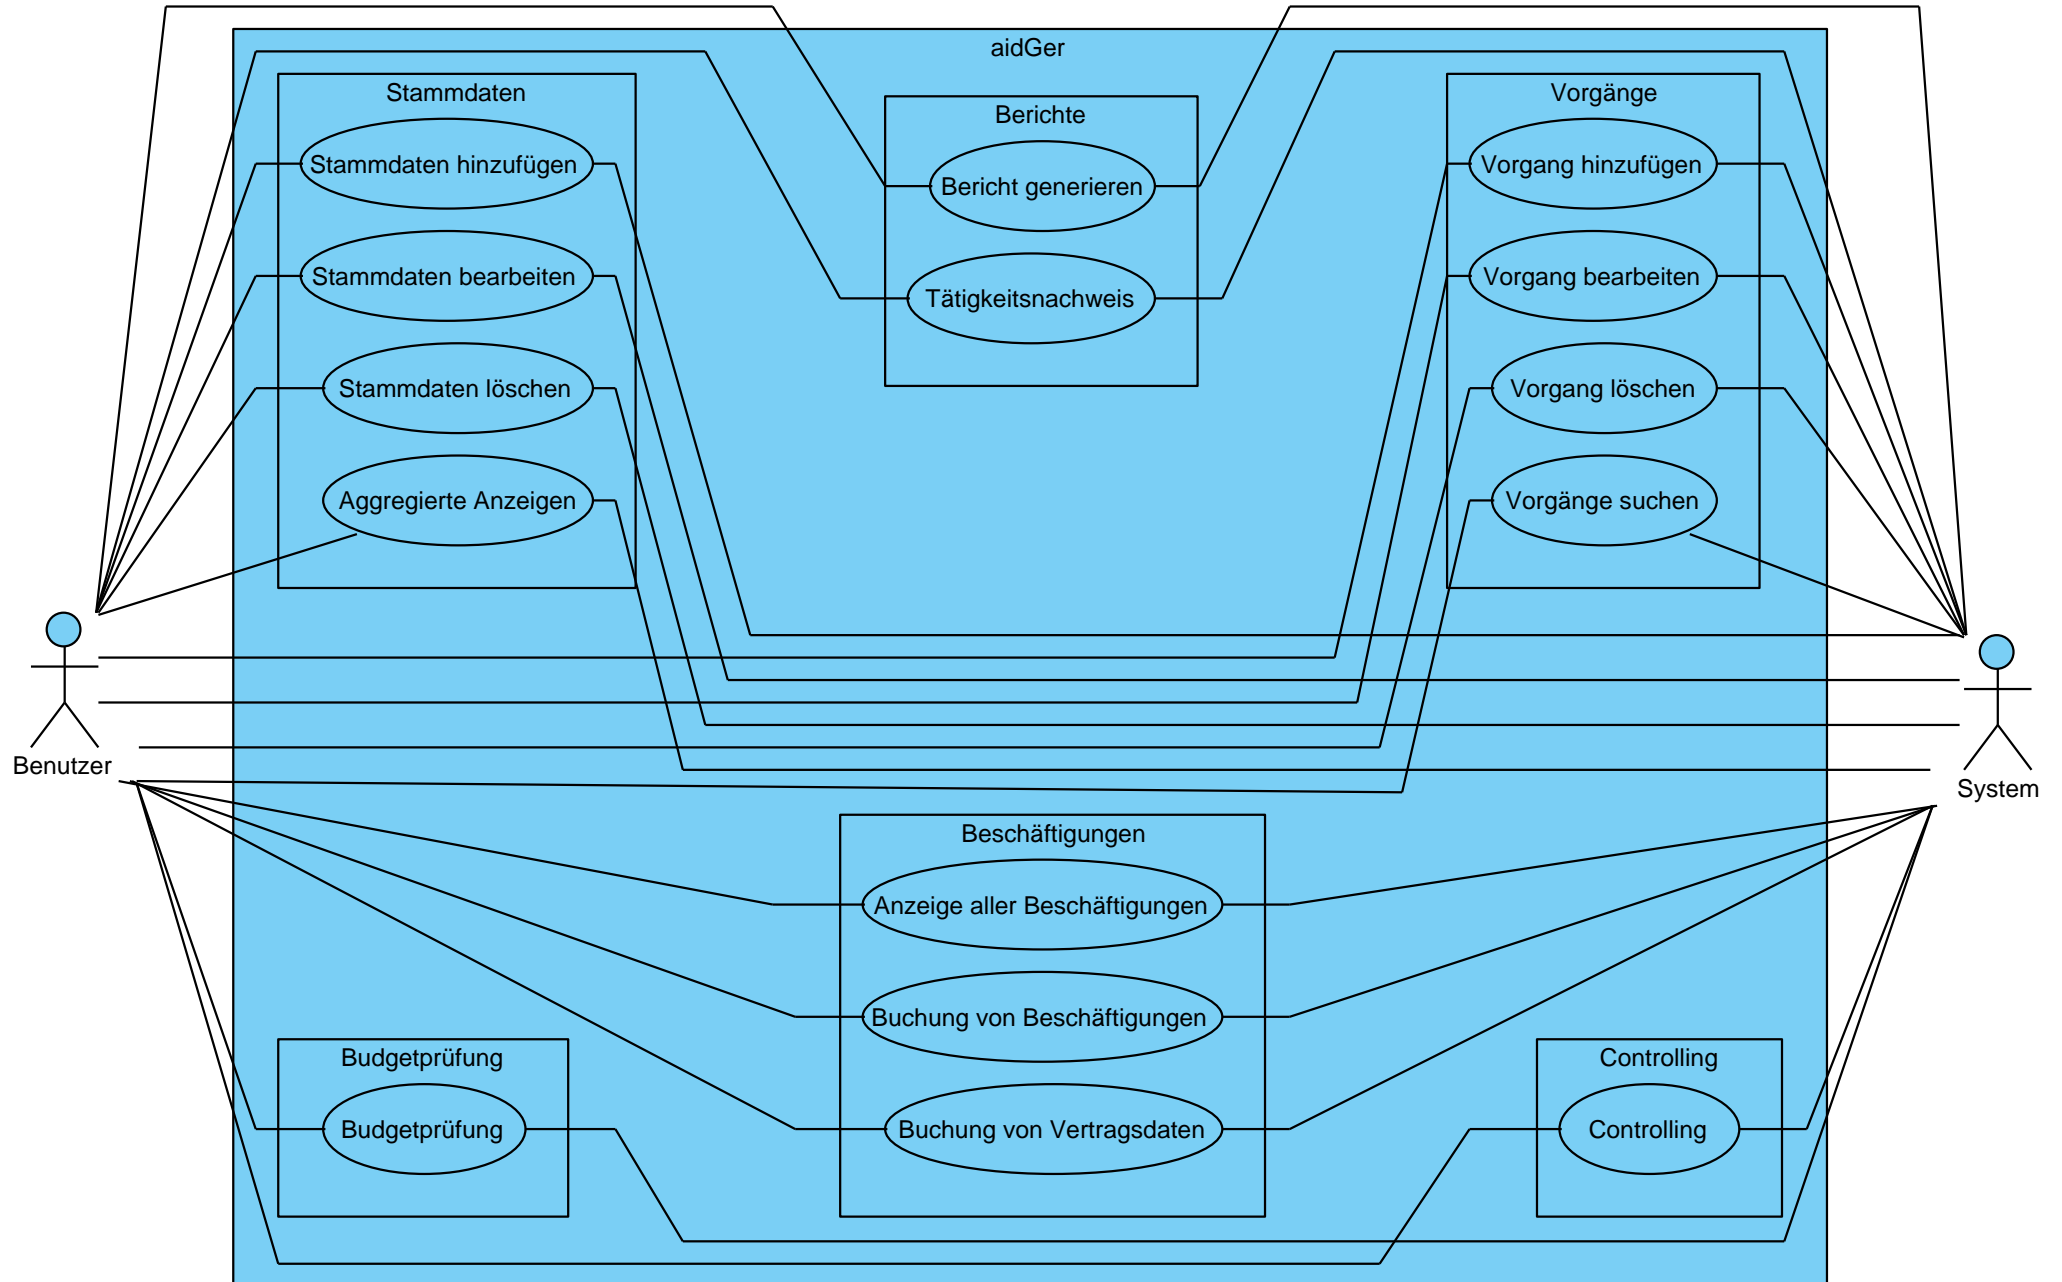 aidGer
Stammdaten
Stammdaten hinzufügen
Stammdaten bearbeiten
Stammdaten löschen
Aggregierte Anzeigen
Berichte
Bericht generieren
Tätigkeitsnachweis
Vorgänge
Vorgang hinzufügen
Vorgang bearbeiten
Vorgang löschen
Vorgänge suchen
Benutzer
System
Beschäftigungen
Anzeige aller Beschäftigungen
Buchung von Beschäftigungen
Buchung von Vertragsdaten
Budgetprüfung
Budgetprüfung
Controlling
Controlling